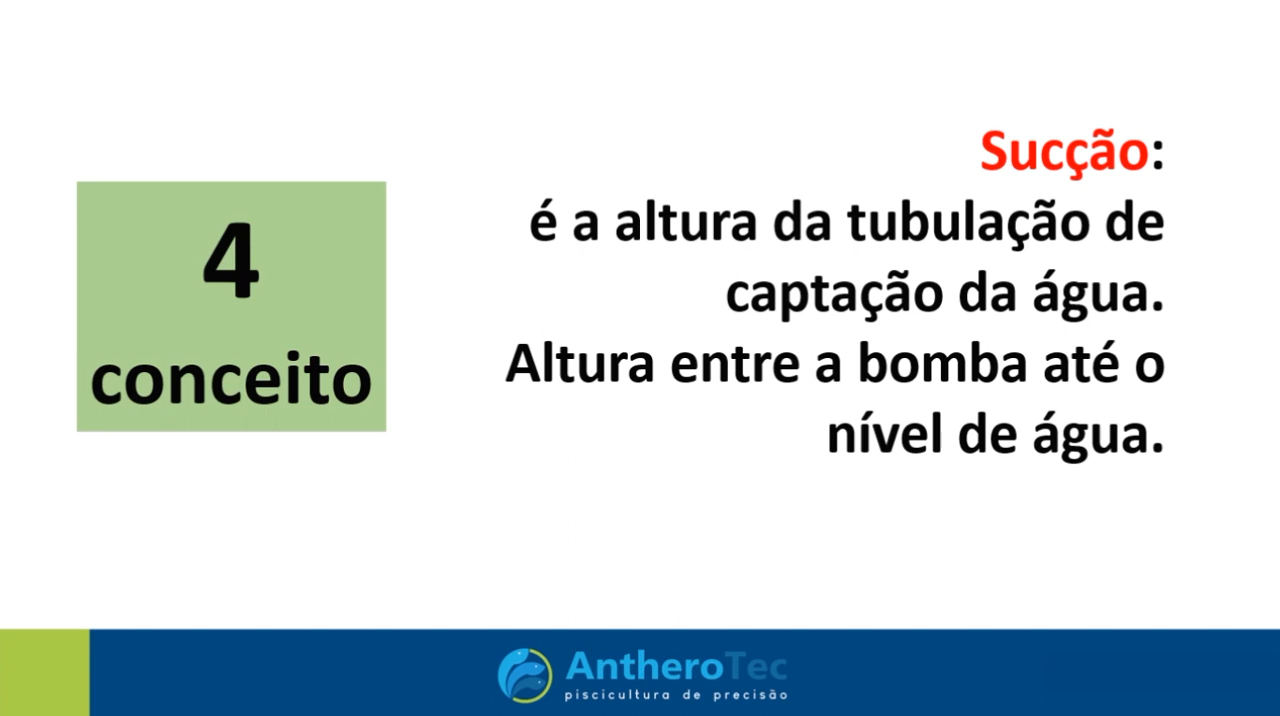 4
conceito
Sucção:
é a altura da tubulação de
captação da água.
Altura entre a bomba até o
nível de água.
AntheroTec
piscicultura de precisão